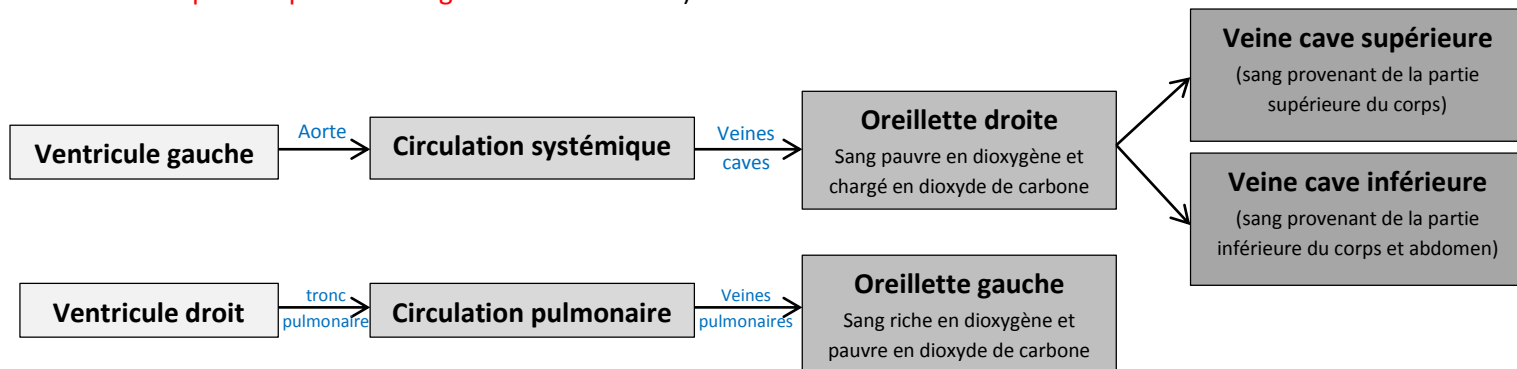 Ventricule gauche
Aorte
Circulation systémique
Veines
caves
Oreillette droite
Sang pauvre en dioxygène et
chargé en dioxyde de carbone
Veine cave supérieure
(sang provenant de la partie
supérieure du corps)
Veine cave inférieure
(sang provenant de la partie
inférieure du corps et abdomen)
Ventricule droit
tronc
pulmonaire
Circulation pulmonaire
Veines
pulmonaires
Oreillette gauche
Sang riche en dioxygène et
pauvre en dioxyde de carbone